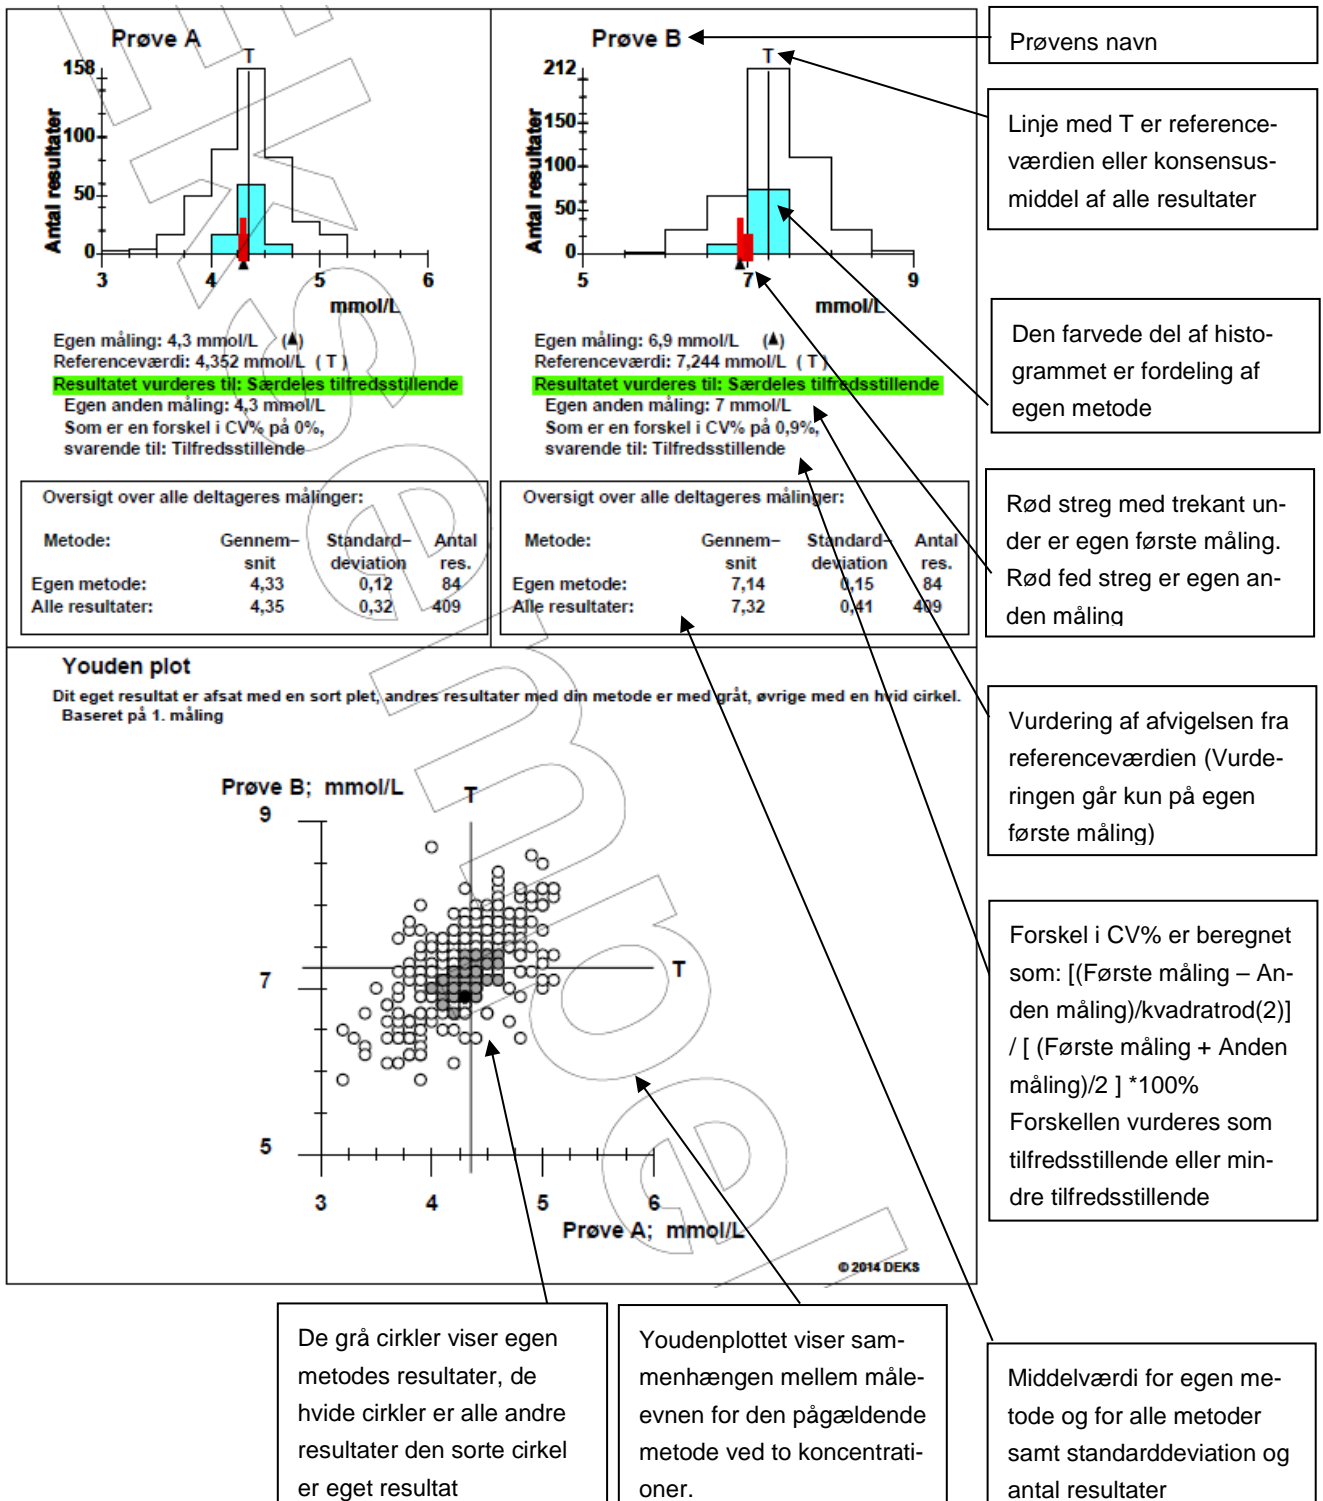 Prøve A
T
158
100
50
0
Antal resultater
3 4 5 6
mmol/L
Egen måling: 4,3 mmol/L (▲)
Referenceværdi: 4,352 mmol/L ( T )
Resultatet vurderes til: Særdeles tilfredsstillende
Egen anden måling: 4,3 mmol/L
Som er en forskel i CV% på 0%,
svarende til: Tilfredsstillende
Oversigt over alle deltageres målinger:
Metode: Gennem– Standard– Antal
snit deviation res.
Egen metode: 4,33 0,12 84
Alle resultater: 4,35 0,32 409
Prøve B
T
212
150
100
50
0
Antal resultater
5 7 9
mmol/L
Egen måling: 6,9 mmol/L (▲)
Referenceværdi: 7,244 mmol/L ( T )
Resultatet vurderes til: Særdeles tilfredsstillende
Egen anden måling: 7 mmol/L
Som er en forskel i CV% på 0,9%,
svarende til: Tilfredsstillende
Oversigt over alle deltageres målinger:
Metode: Gennem– Standard– Antal
snit deviation res.
Egen metode: 7,14 0,15 84
Alle resultater: 7,32 0,41 409
Youden plot
Dit eget resultat er afsat med en sort plet, andres resultater med din metode er med gråt, øvrige med en hvid cirkel.
Baseret på 1. måling
Prøve B; mmol/L
T
9
7
5
T
3 4 5 6
Prøve A; mmol/L
© 2014 DEKS
Prøvens navn
Linje med T er reference-
værdien eller konsensus-
middel af alle resultater
Den farvede del af histo-
grammet er fordeling af
egen metode
Rød streg med trekant un-
der er egen første måling.
Rød fed streg er egen an-
den måling
Vurdering af afvigelsen fra
referenceværdien (Vurde-
ringen går kun på egen
første måling)
Forskel i CV% er beregnet
som: [(Første måling – An-
den måling)/kvadratrod(2)]
/ [ (Første måling + Anden
måling)/2 ] *100%
Forskellen vurderes som
tilfredsstillende eller min-
dre tilfredsstillende
De grå cirkler viser egen
metodes resultater, de
hvide cirkler er alle andre
resultater den sorte cirkel
er eget resultat
Youdenplottet viser sam-
menhængen mellem måle-
evnen for den pågældende
metode ved to koncentrati-
oner.
Middelværdi for egen me-
tode og for alle metoder
samt standarddeviation og
antal resultater